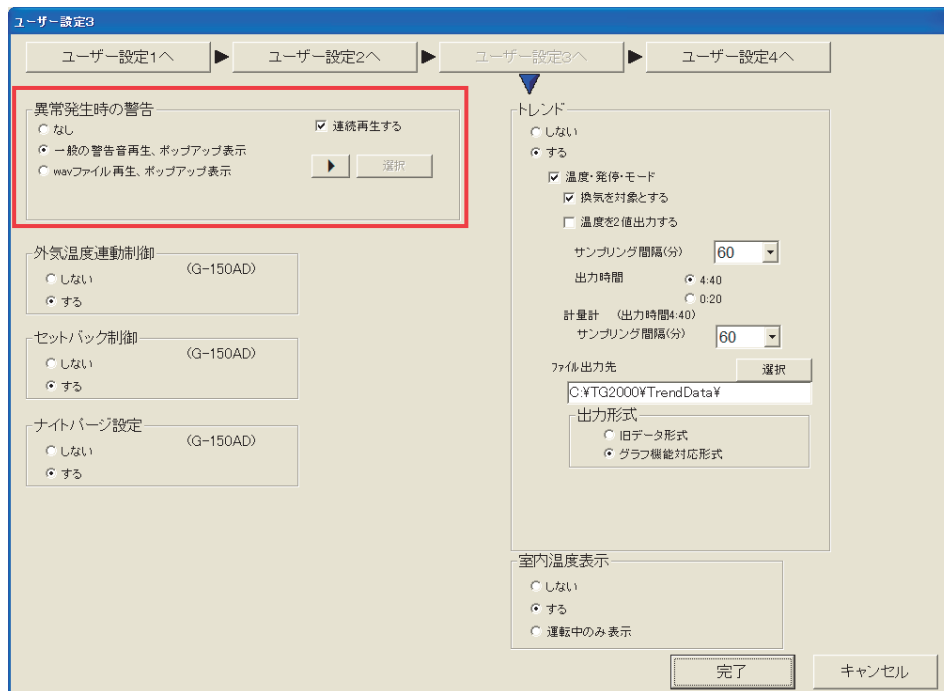 ユーザー設定3
ユーザー設定1へ ユーザー設定2へ ユーザー設定3へ ユーザー設定4へ
異常発生時の警告
なし
連続再生する
一般の警告音再生、ポップアップ表示
wavファイル再生、ポップアップ表示
選択
外気温度連動制御
(G-150AD)
しない
する
セットバック制御
(G-150AD)
しない
する
ナイトパージ設定
(G-150AD)
しない
する
トレンド
しない
する
温度・発停・モード
換気を対象とする
温度を2値出力する
サンプリング間隔(分) 60
出力時間 4:40
0:20
計量計 (出力時間4:40)
サンプリング間隔(分) 60
ファイル出力先 選択
C:¥TG2000¥TrendData¥
出力形式
旧データ形式
グラフ機能対応形式
室内温度表示
しない
する
運転中のみ表示
完了 キャンセル